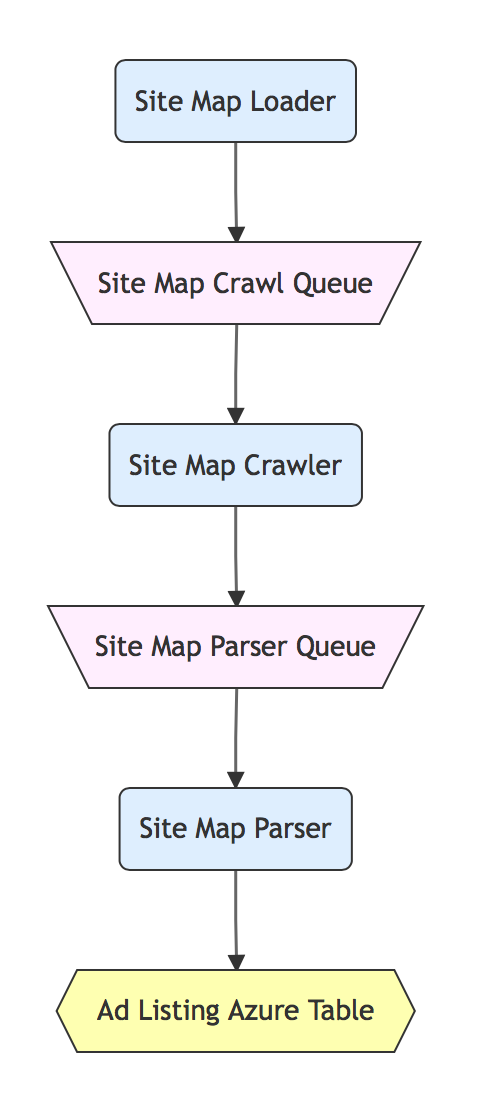 Site Map Loader
Site Map Crawl Queue
Site Map Crawler
Site Map Parser Queue
Site Map Parser
Ad Listing Azure Table